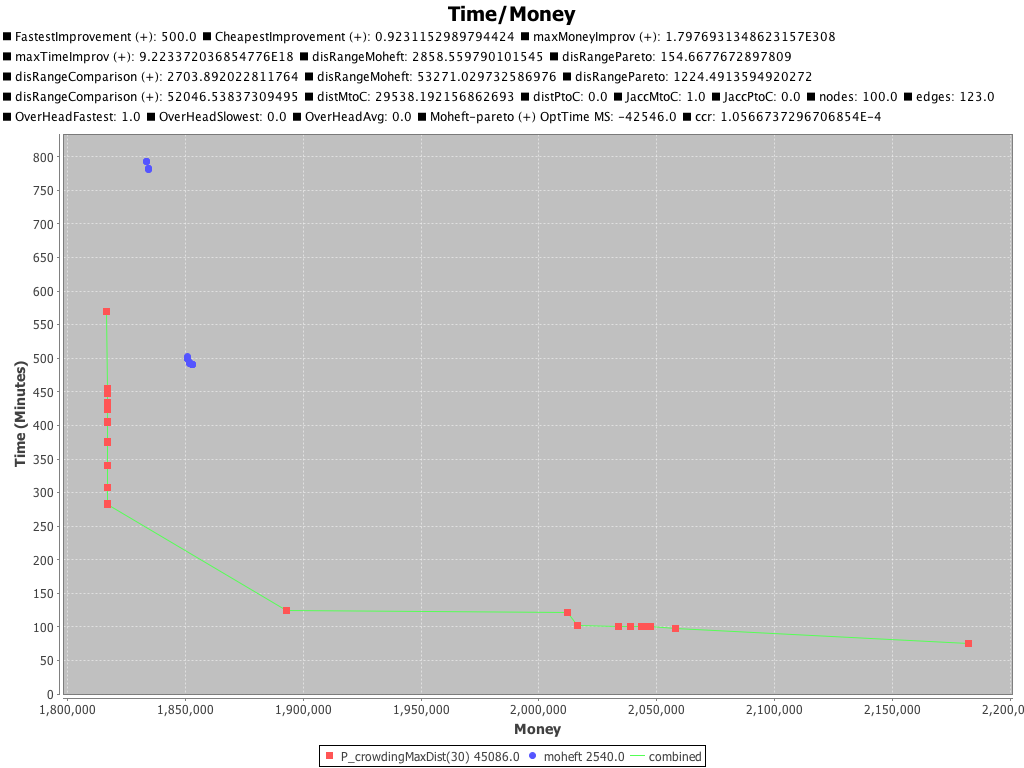 Time/Money
FastestImprovement (+): 500.0 CheapestImprovement (+): 0.9231152989794424 maxMoneyImprov (+): 1.7976931348623157E308
maxTimeImprov (+): 9.223372036854776E18 disRangeMoheft: 2858.5597901015 45 disRangePareto: 154.6677672897809
disRangeComparison (+): 2703.892022811764 disRangeMoheft: 53271.029732586976 disRangePareto: 1224.4913594920272
disRangeComparison (+): 52046.53837309495 distMtoC: 29538.192156862693 distPtoC: 0.0 JaccMtoC: 1.0 JaccPtoC: 0.0 nodes: 100.0 edges: 123.0
OverHeadFastest: 1.0 OverHeadSlowest: 0.0 OverHeadAvg: 0.0 Moheft-pareto (+) OptTime MS: -42546.0 ccr: 1.0566737296706854E-4
800
750
700
650
600
550
500
450
400
350
300
250
200
150
100
50
0
Time (Minutes)
1,800,000 1,850,000 1,900,000 1,950,000 2,000,000 2,050,000 2,100,000 2,150,000 2,200,0
Money
P_crowdingMaxDist(30) 45086.0 moheft 2540.0 combined